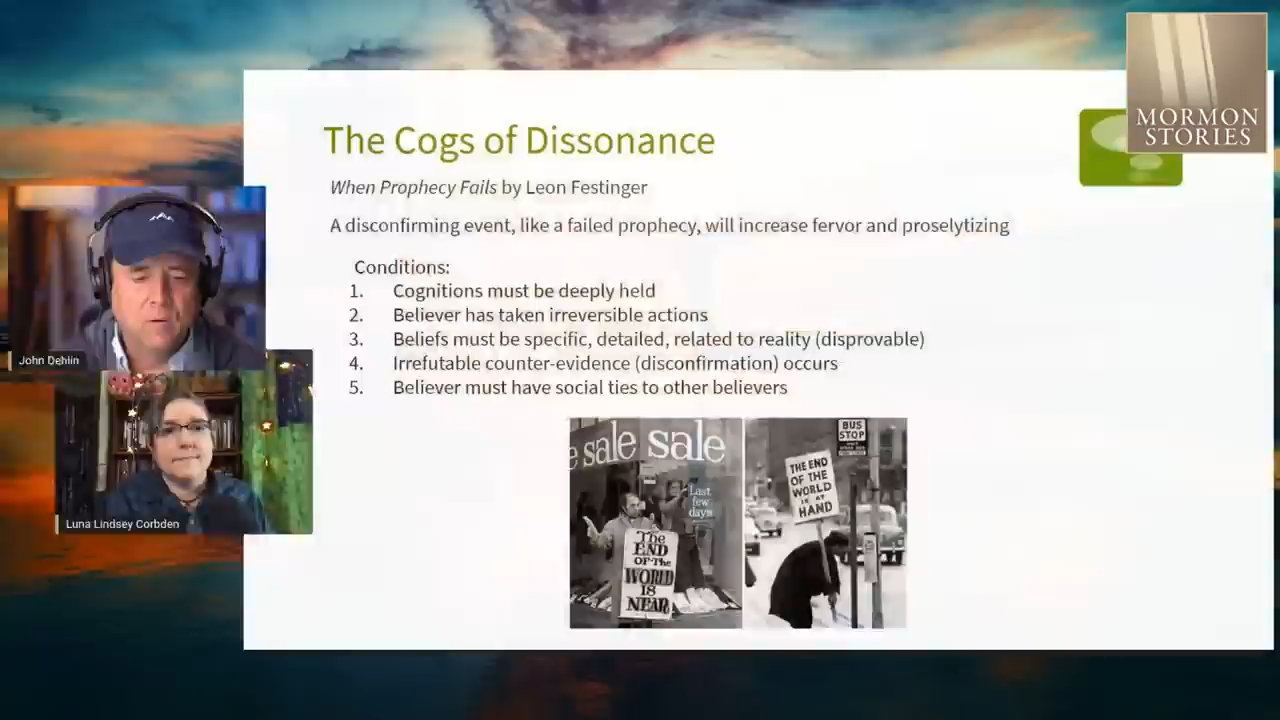 MORMON
STORIES
The Cogs of Dissonance
When Prophecy Fails by Leon Festinger
A disconfirming event, like a failed prophecy, will increase fervor and proselytizing
Conditions:
1. Cognitions must be deeply held
2. Believer has taken irreversible actions
3. Beliefs must be specific, detailed, related to reality (disprovable)
4. Irrefutable counter-evidence (disconfirmation) occurs
5. Believer must have social ties to other believers
John Dehlin
Luna Lindsey Corbden
e sale sale
Last
few
days
The
END
OF THE
WORLD
IS
NEAR
BUS
STOP
THE END
OF THE
WORLD
IS AT
HAND